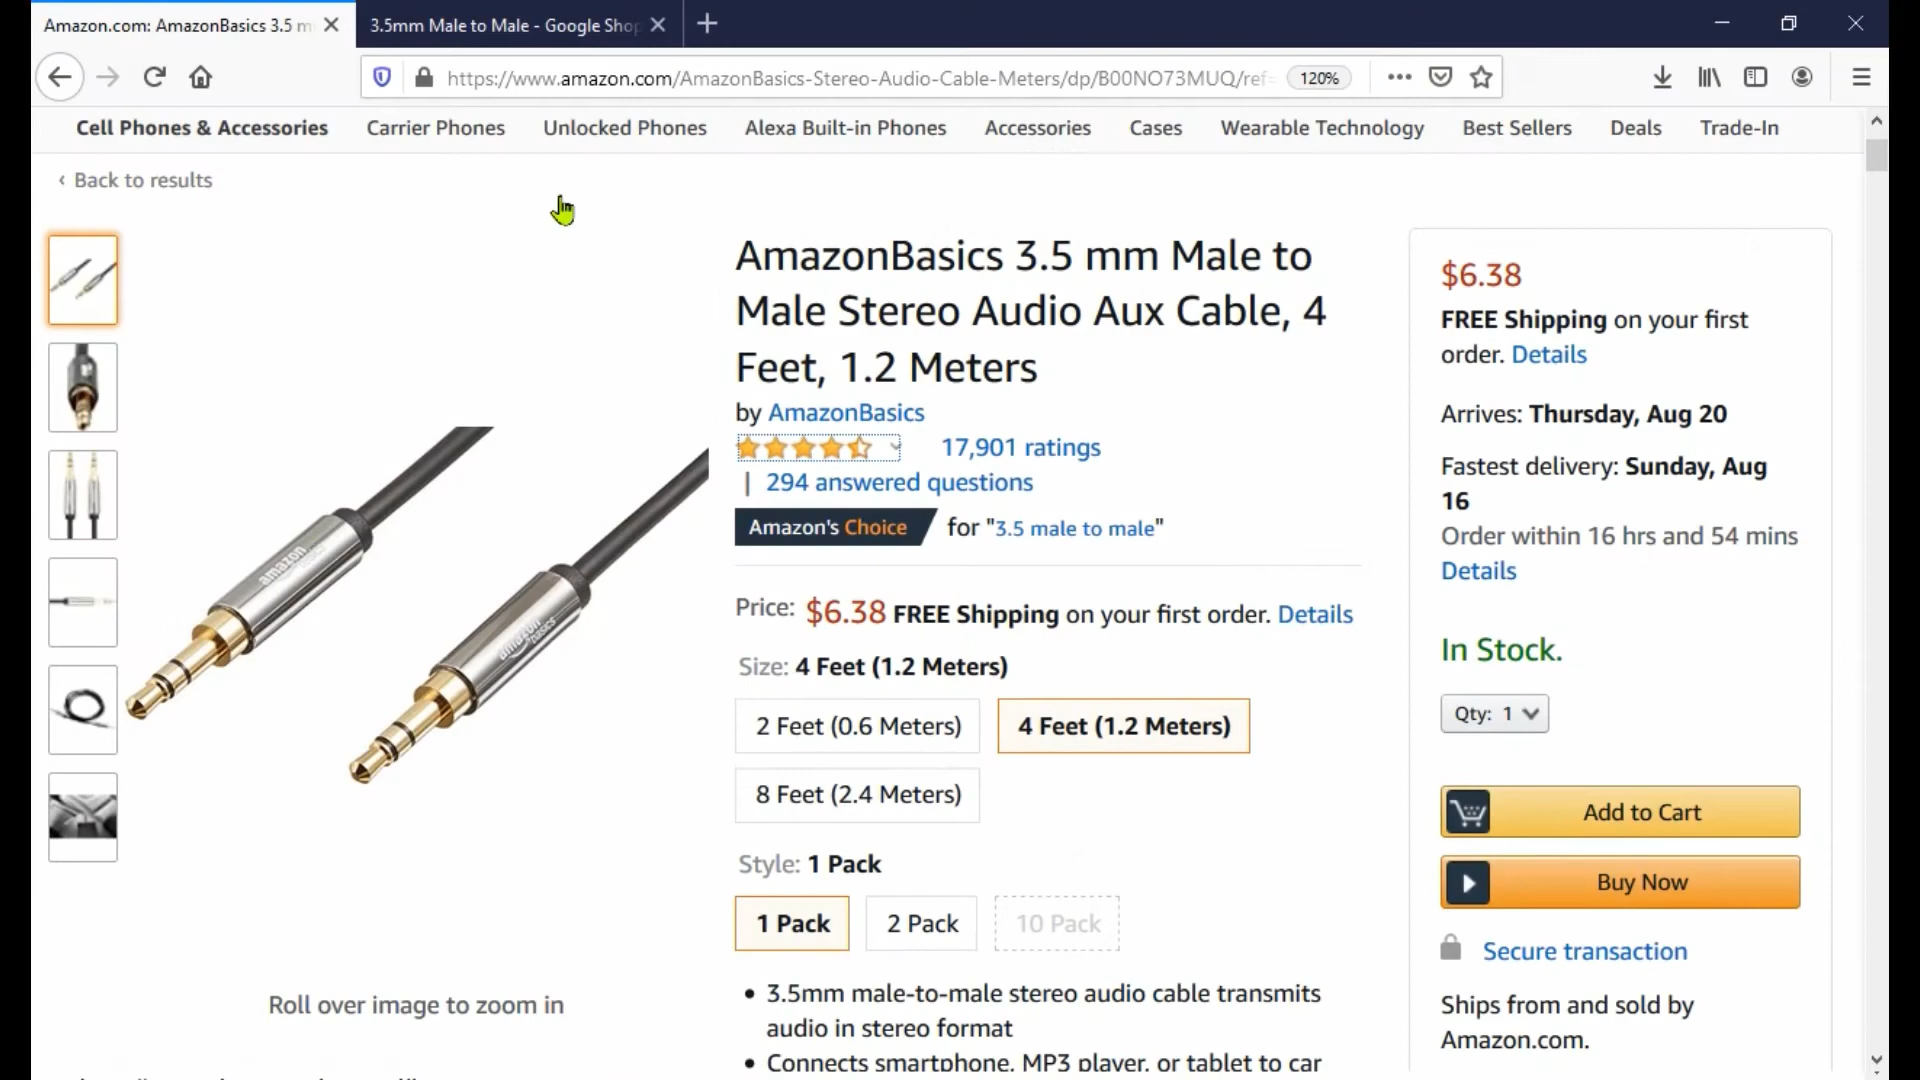 Amazon.com: AmazonBasics 3.5 m
3.5mm Male to Male - Google Shop
https://www.amazon.com/AmazonBasics-Stereo-Audio-Cable-Meters/dp/B00NO73MUQ/ref=
120%
Cell Phones & Accessories
Carrier Phones
Unlocked Phones
Alexa Built-in Phones
Accessories
Cases
Wearable Technology
Best Sellers
Deals
Trade-In
‹ Back to results
AmazonBasics 3.5 mm Male to
Male Stereo Audio Aux Cable, 4
Feet, 1.2 Meters
by AmazonBasics
17,901 ratings
| 294 answered questions
Amazon's Choice for "3.5 male to male"
Price: $6.38 FREE Shipping on your first order. Details
Size: 4 Feet (1.2 Meters)
2 Feet (0.6 Meters)
4 Feet (1.2 Meters)
8 Feet (2.4 Meters)
Style: 1 Pack
1 Pack
2 Pack
10 Pack
• 3.5mm male-to-male stereo audio cable transmits
audio in stereo format
• Connects smartphone, MP3 player, or tablet to car
amazon
amazon
basics
Roll over image to zoom in
$6.38
FREE Shipping on your first
order. Details
Arrives: Thursday, Aug 20
Fastest delivery: Sunday, Aug
16
Order within 16 hrs and 54 mins
Details
In Stock.
Qty: 1
Add to Cart
Buy Now
Secure transaction
Ships from and sold by
Amazon.com.